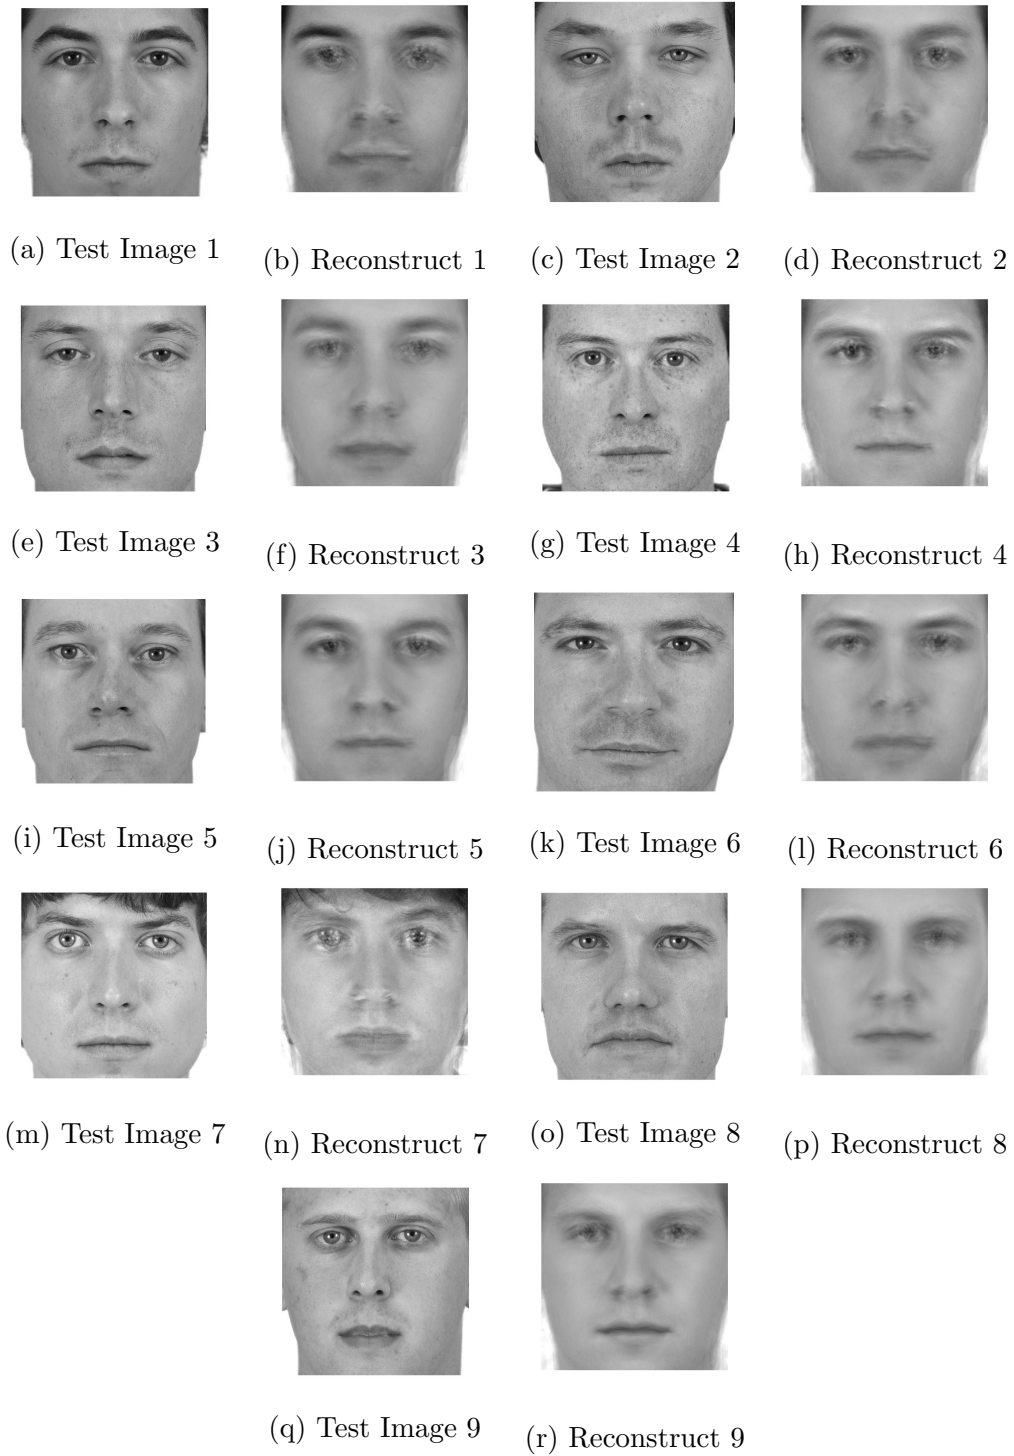 (a) Test Image 1
(b) Reconstruct 1
(c) Test Image 2
(d) Reconstruct 2
(e) Test Image 3
(f) Reconstruct 3
(g) Test Image 4
(h) Reconstruct 4
(i) Test Image 5
(j) Reconstruct 5
(k) Test Image 6
(l) Reconstruct 6
(m) Test Image 7
(n) Reconstruct 7
(o) Test Image 8
(p) Reconstruct 8
(q) Test Image 9
(r) Reconstruct 9